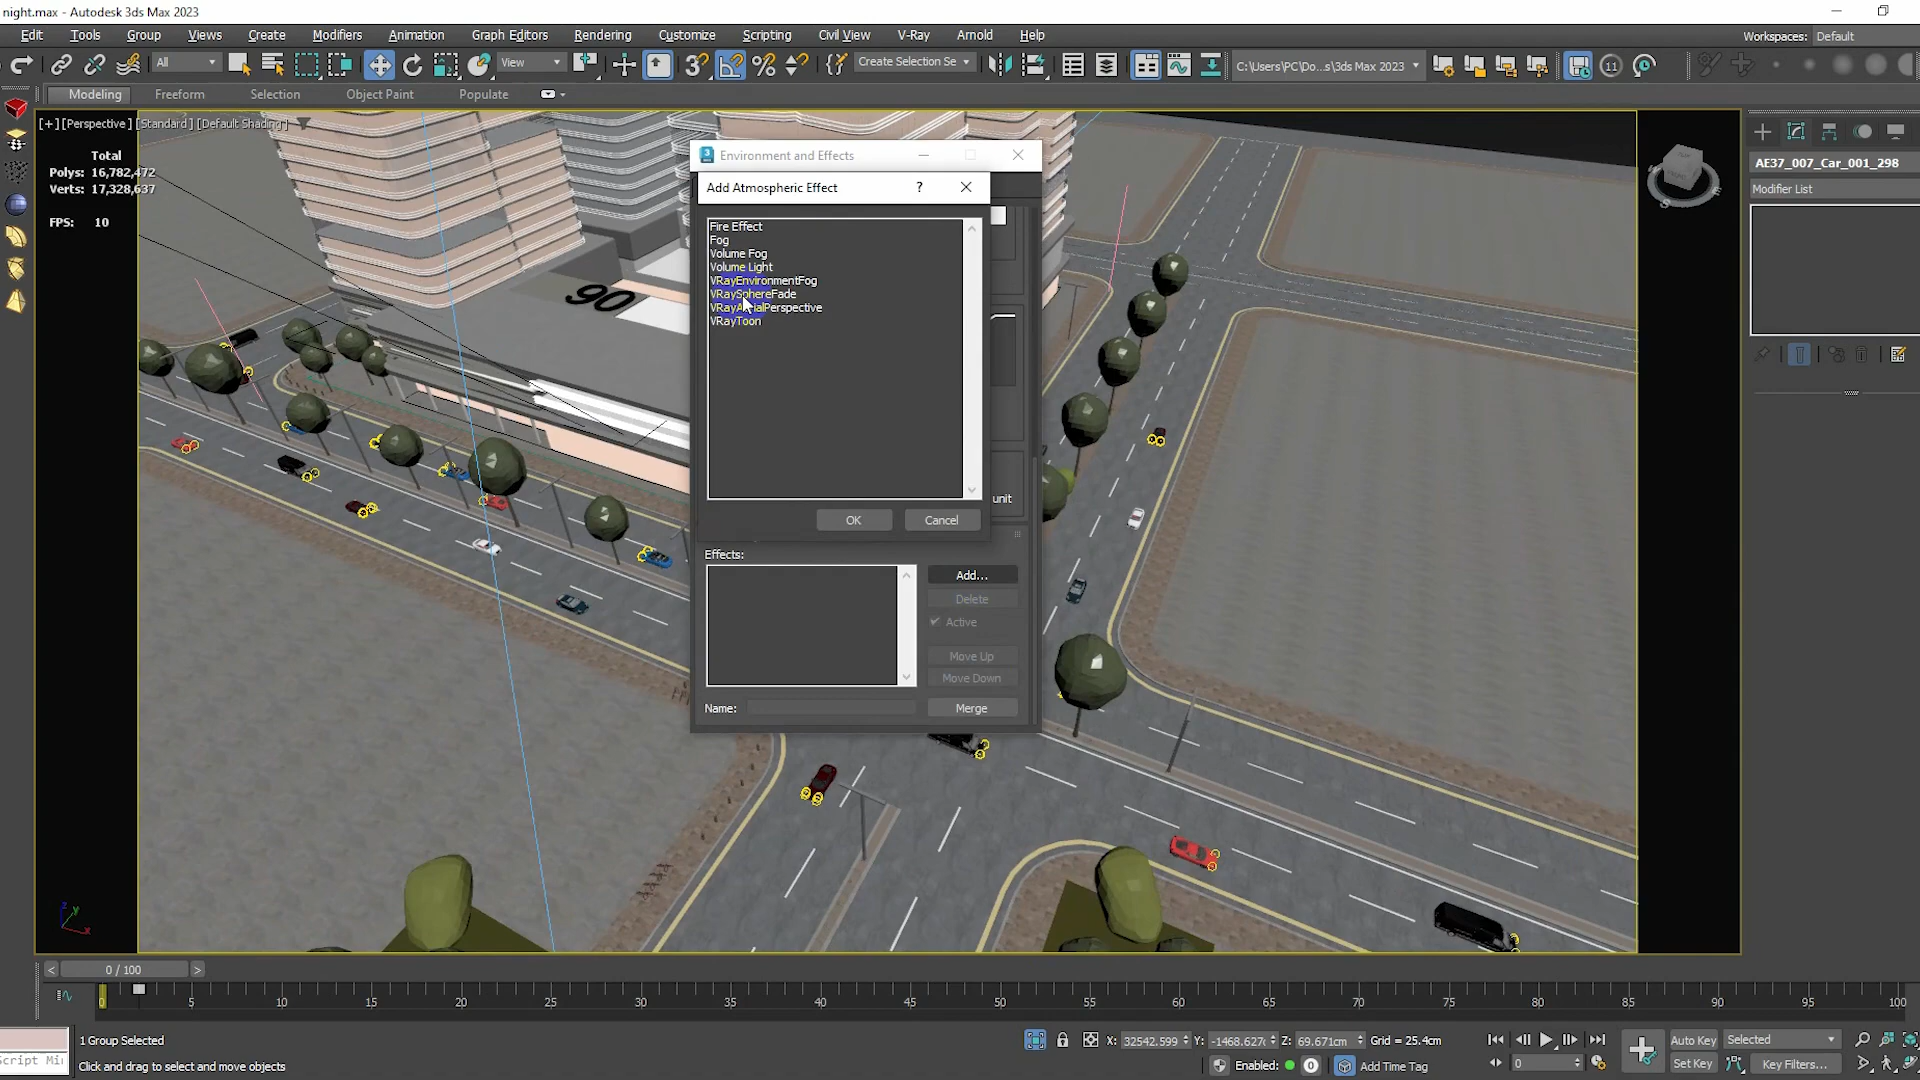 night.max - Autodesk 3ds Max 2023
Edit Tools Group Views Create Modifiers Animation Graph Editors Rendering Customize Scripting Civil View V-Ray Arnold Help
Workspaces: Default
All
View
Create Selection Se
C:\Users\PC\Do...s\3ds Max 2023
11
Modeling Freeform Selection Object Paint Populate
[+] [Perspective] [Standard] [Default Shading]
Total
Polys: 16,782,472
Verts: 17,328,637
FPS: 10
90
Environment and Effects
Add Atmospheric Effect
?
Fire Effect
Fog
Volume Fog
Volume Light
VRayEnvironmentFog
VRaySphereFade
VRayAerialPerspective
VRayToon
unit
OK Cancel
Effects:
Add...
Delete
Active
Move Up
Move Down
Name:
Merge
AE37_007_Car_001_298
Modifier List
z
y
x
< 0 / 100 >
0 5 10 15 20 25 30 35 40 45 50 55 60 65 70 75 80 85 90 95 100
1 Group Selected
Script Mi
Click and drag to select and move objects
X: 32542.599 Y: -1468.627( Z: 69.671cm Grid = 25.4cm
Enabled: 0 Add Time Tag
0
Auto Key Selected
Set Key Key Filters...